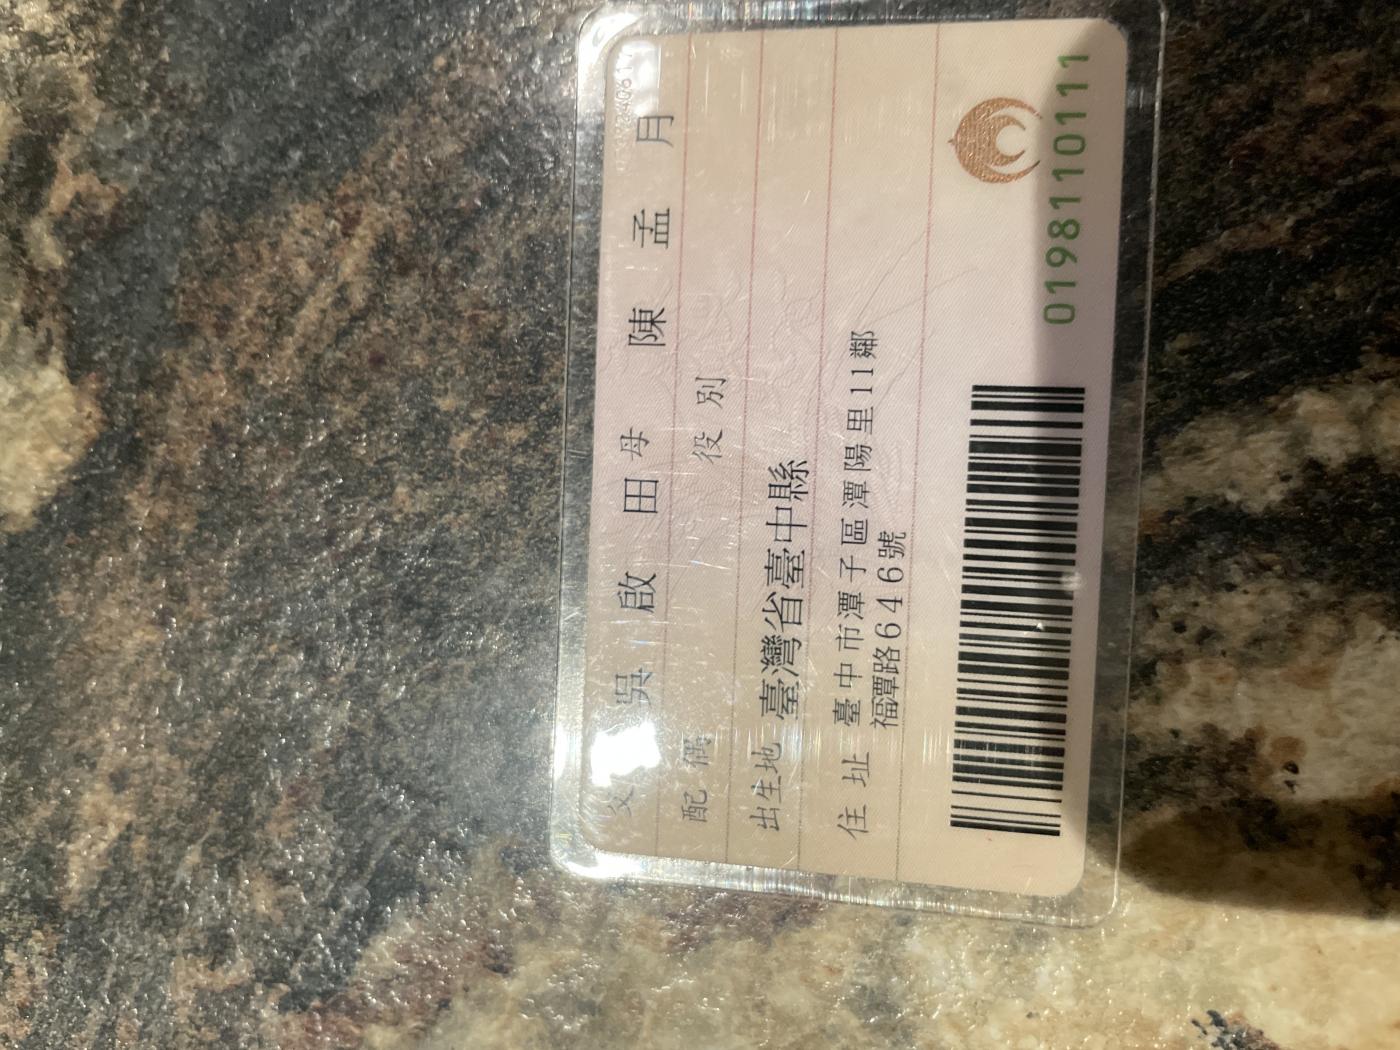 父 吳啟田 母 陳孟月
配偶 役別
出生地 臺灣省臺中縣
住址 臺中市潭子區潭陽里11鄰
福潭路646號
0198110111